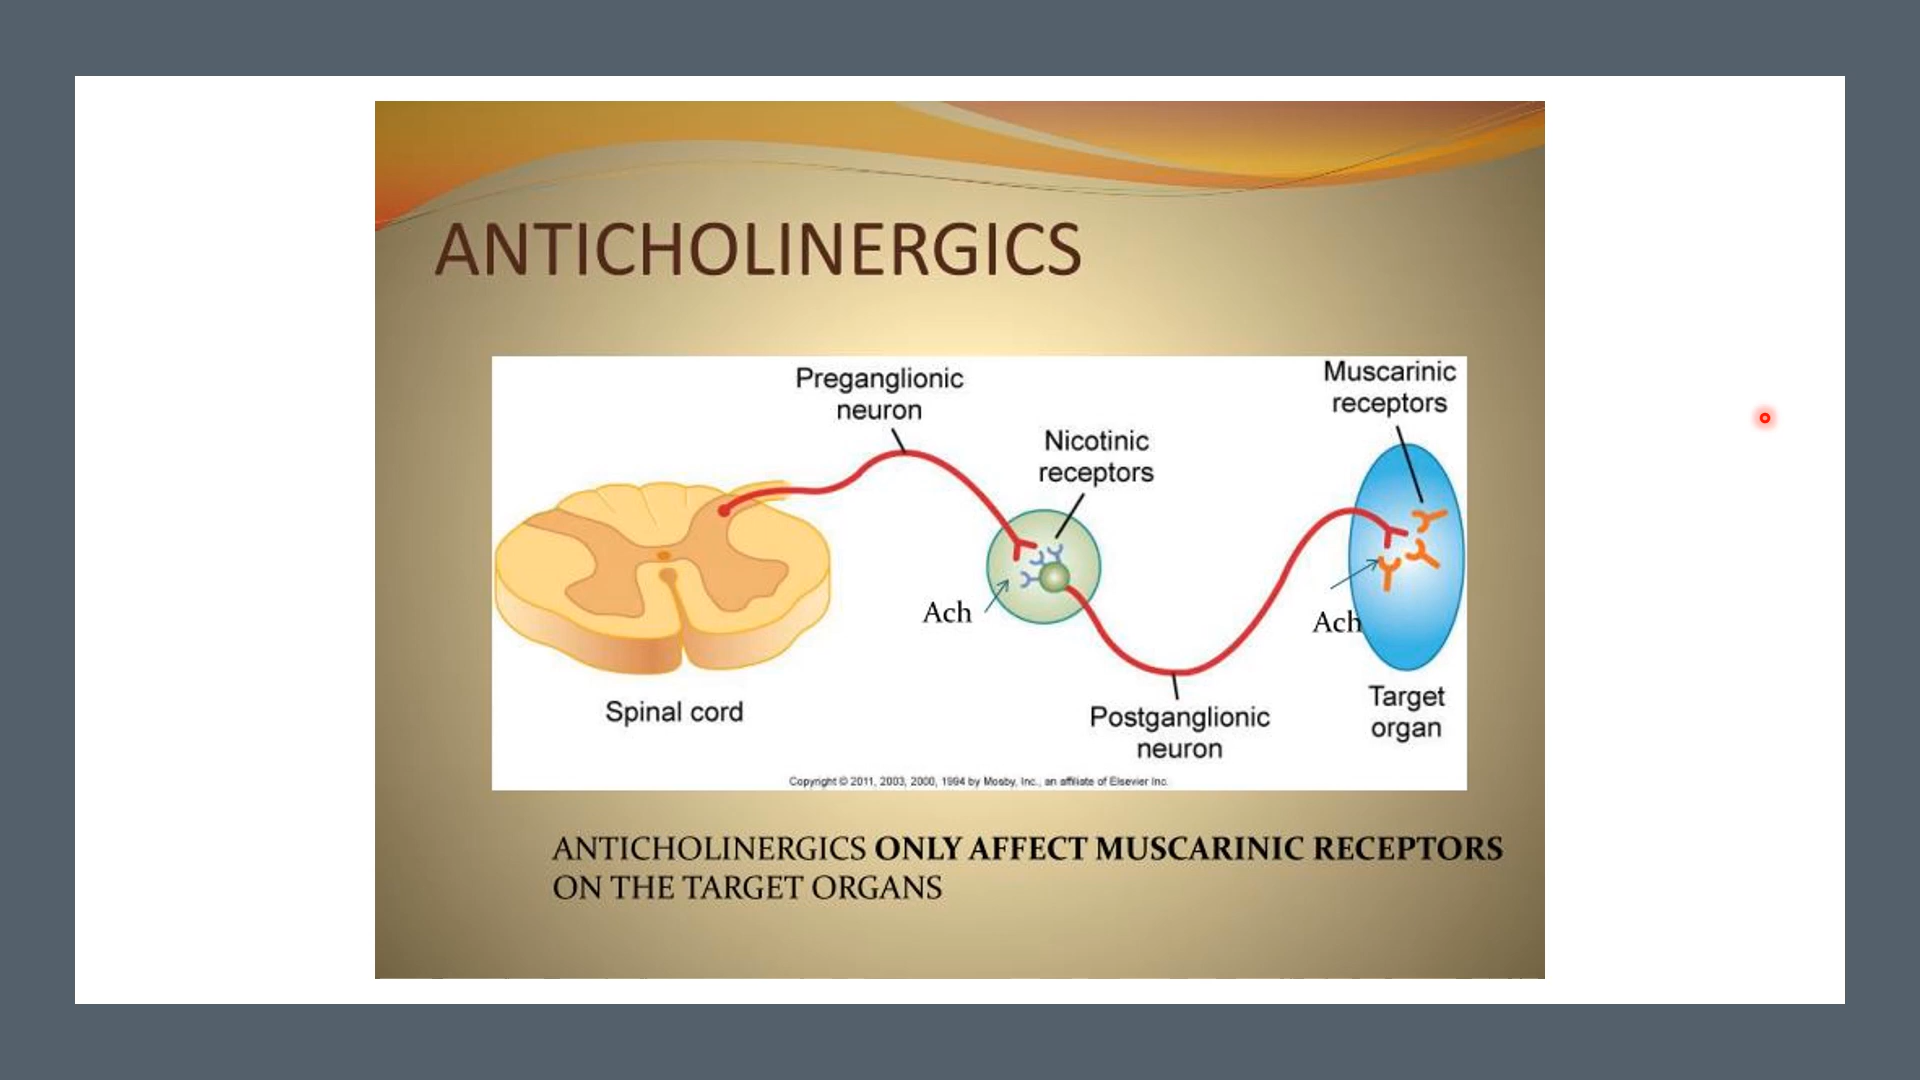 ANTICHOLINERGICS
Preganglionic
neuron
Nicotinic
receptors
Muscarinic
receptors
Ach
Ach
Spinal cord
Postganglionic
neuron
Target
organ
Copyright © 2011, 2003, 2000, 1994 by Mosby, Inc., an affiliate of Elsevier Inc.
ANTICHOLINERGICS ONLY AFFECT MUSCARINIC RECEPTORS
ON THE TARGET ORGANS